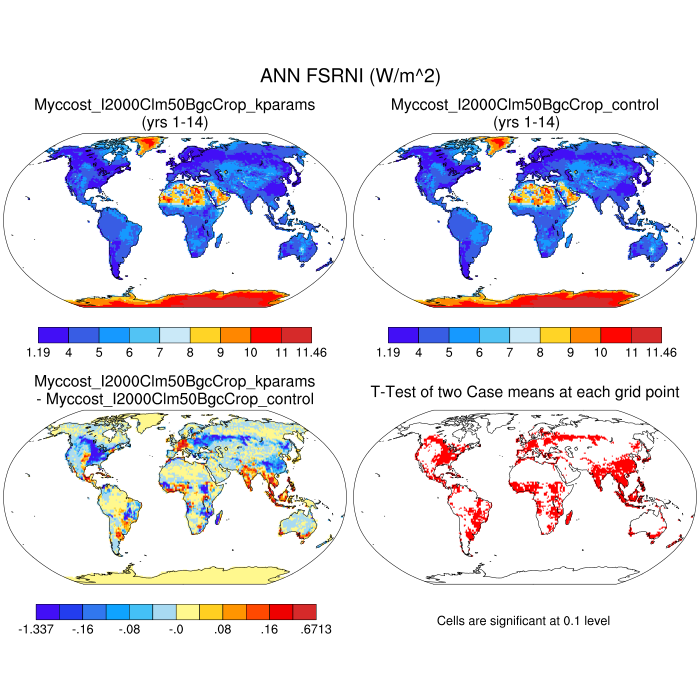 ANN FSRNI (W/m^2)
Myccost_I2000Clm50BgcCrop_kparams
(yrs 1-14)
Myccost_I2000Clm50BgcCrop_control
(yrs 1-14)
1.19 4 5 6 7 8 9 10 11 11.46
1.19 4 5 6 7 8 9 10 11 11.46
Myccost_I2000Clm50BgcCrop_kparams
- Myccost_I2000Clm50BgcCrop_control
T-Test of two Case means at each grid point
-1.337 -.16 -.08 -.0 .08 .16 .6713
Cells are significant at 0.1 level